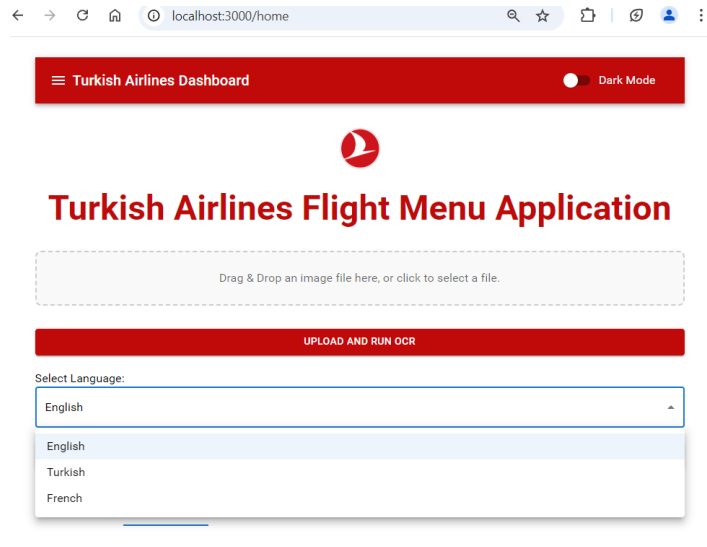 localhost:3000/home
Turkish Airlines Dashboard
Dark Mode
Turkish Airlines Flight Menu Application
Drag & Drop an image file here, or click to select a file.
UPLOAD AND RUN OCR
Select Language:
English
English
Turkish
French